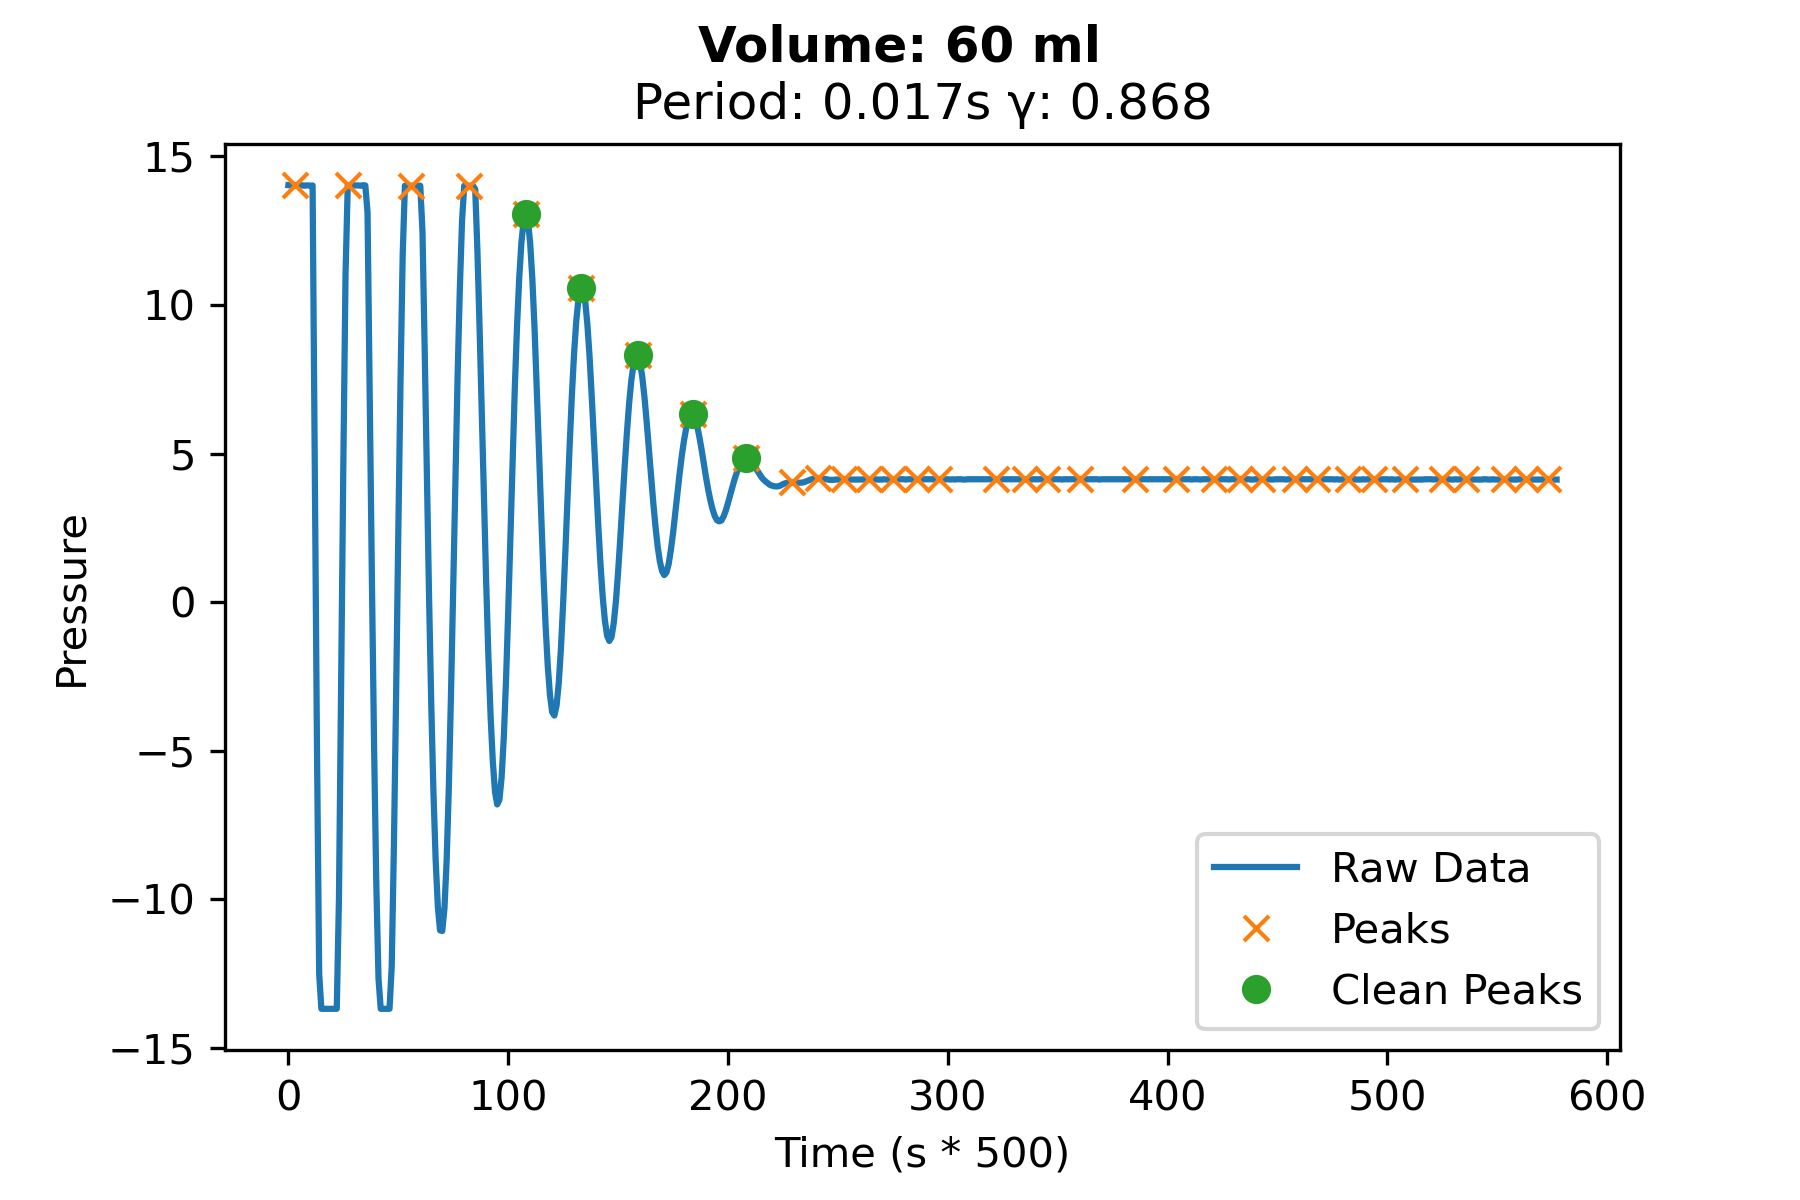 Volume: 60 ml
Period: 0.017s γ: 0.868
15
10
5
0
−5
−10
−15
Pressure
0 100 200 300 400 500 600
Time (s * 500)
Raw Data
Peaks
Clean Peaks